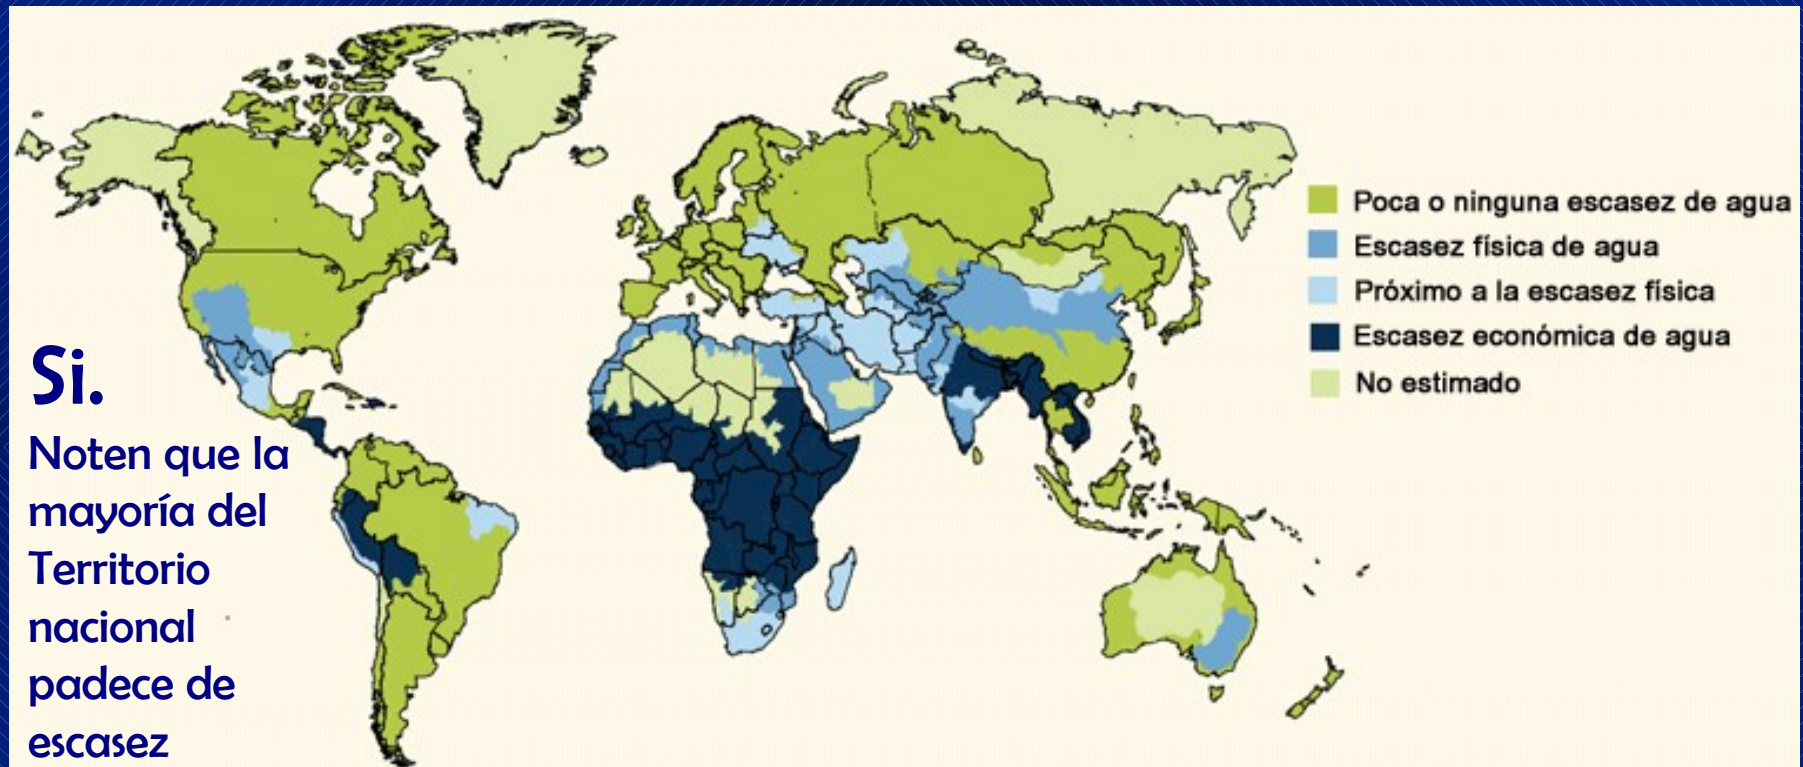 Poca o ninguna escasez de agua
Escasez física de agua
Próximo a la escasez física
Escasez económica de agua
No estimado
Si.
Noten que la
mayoría del
Territorio
nacional
padece de
escasez